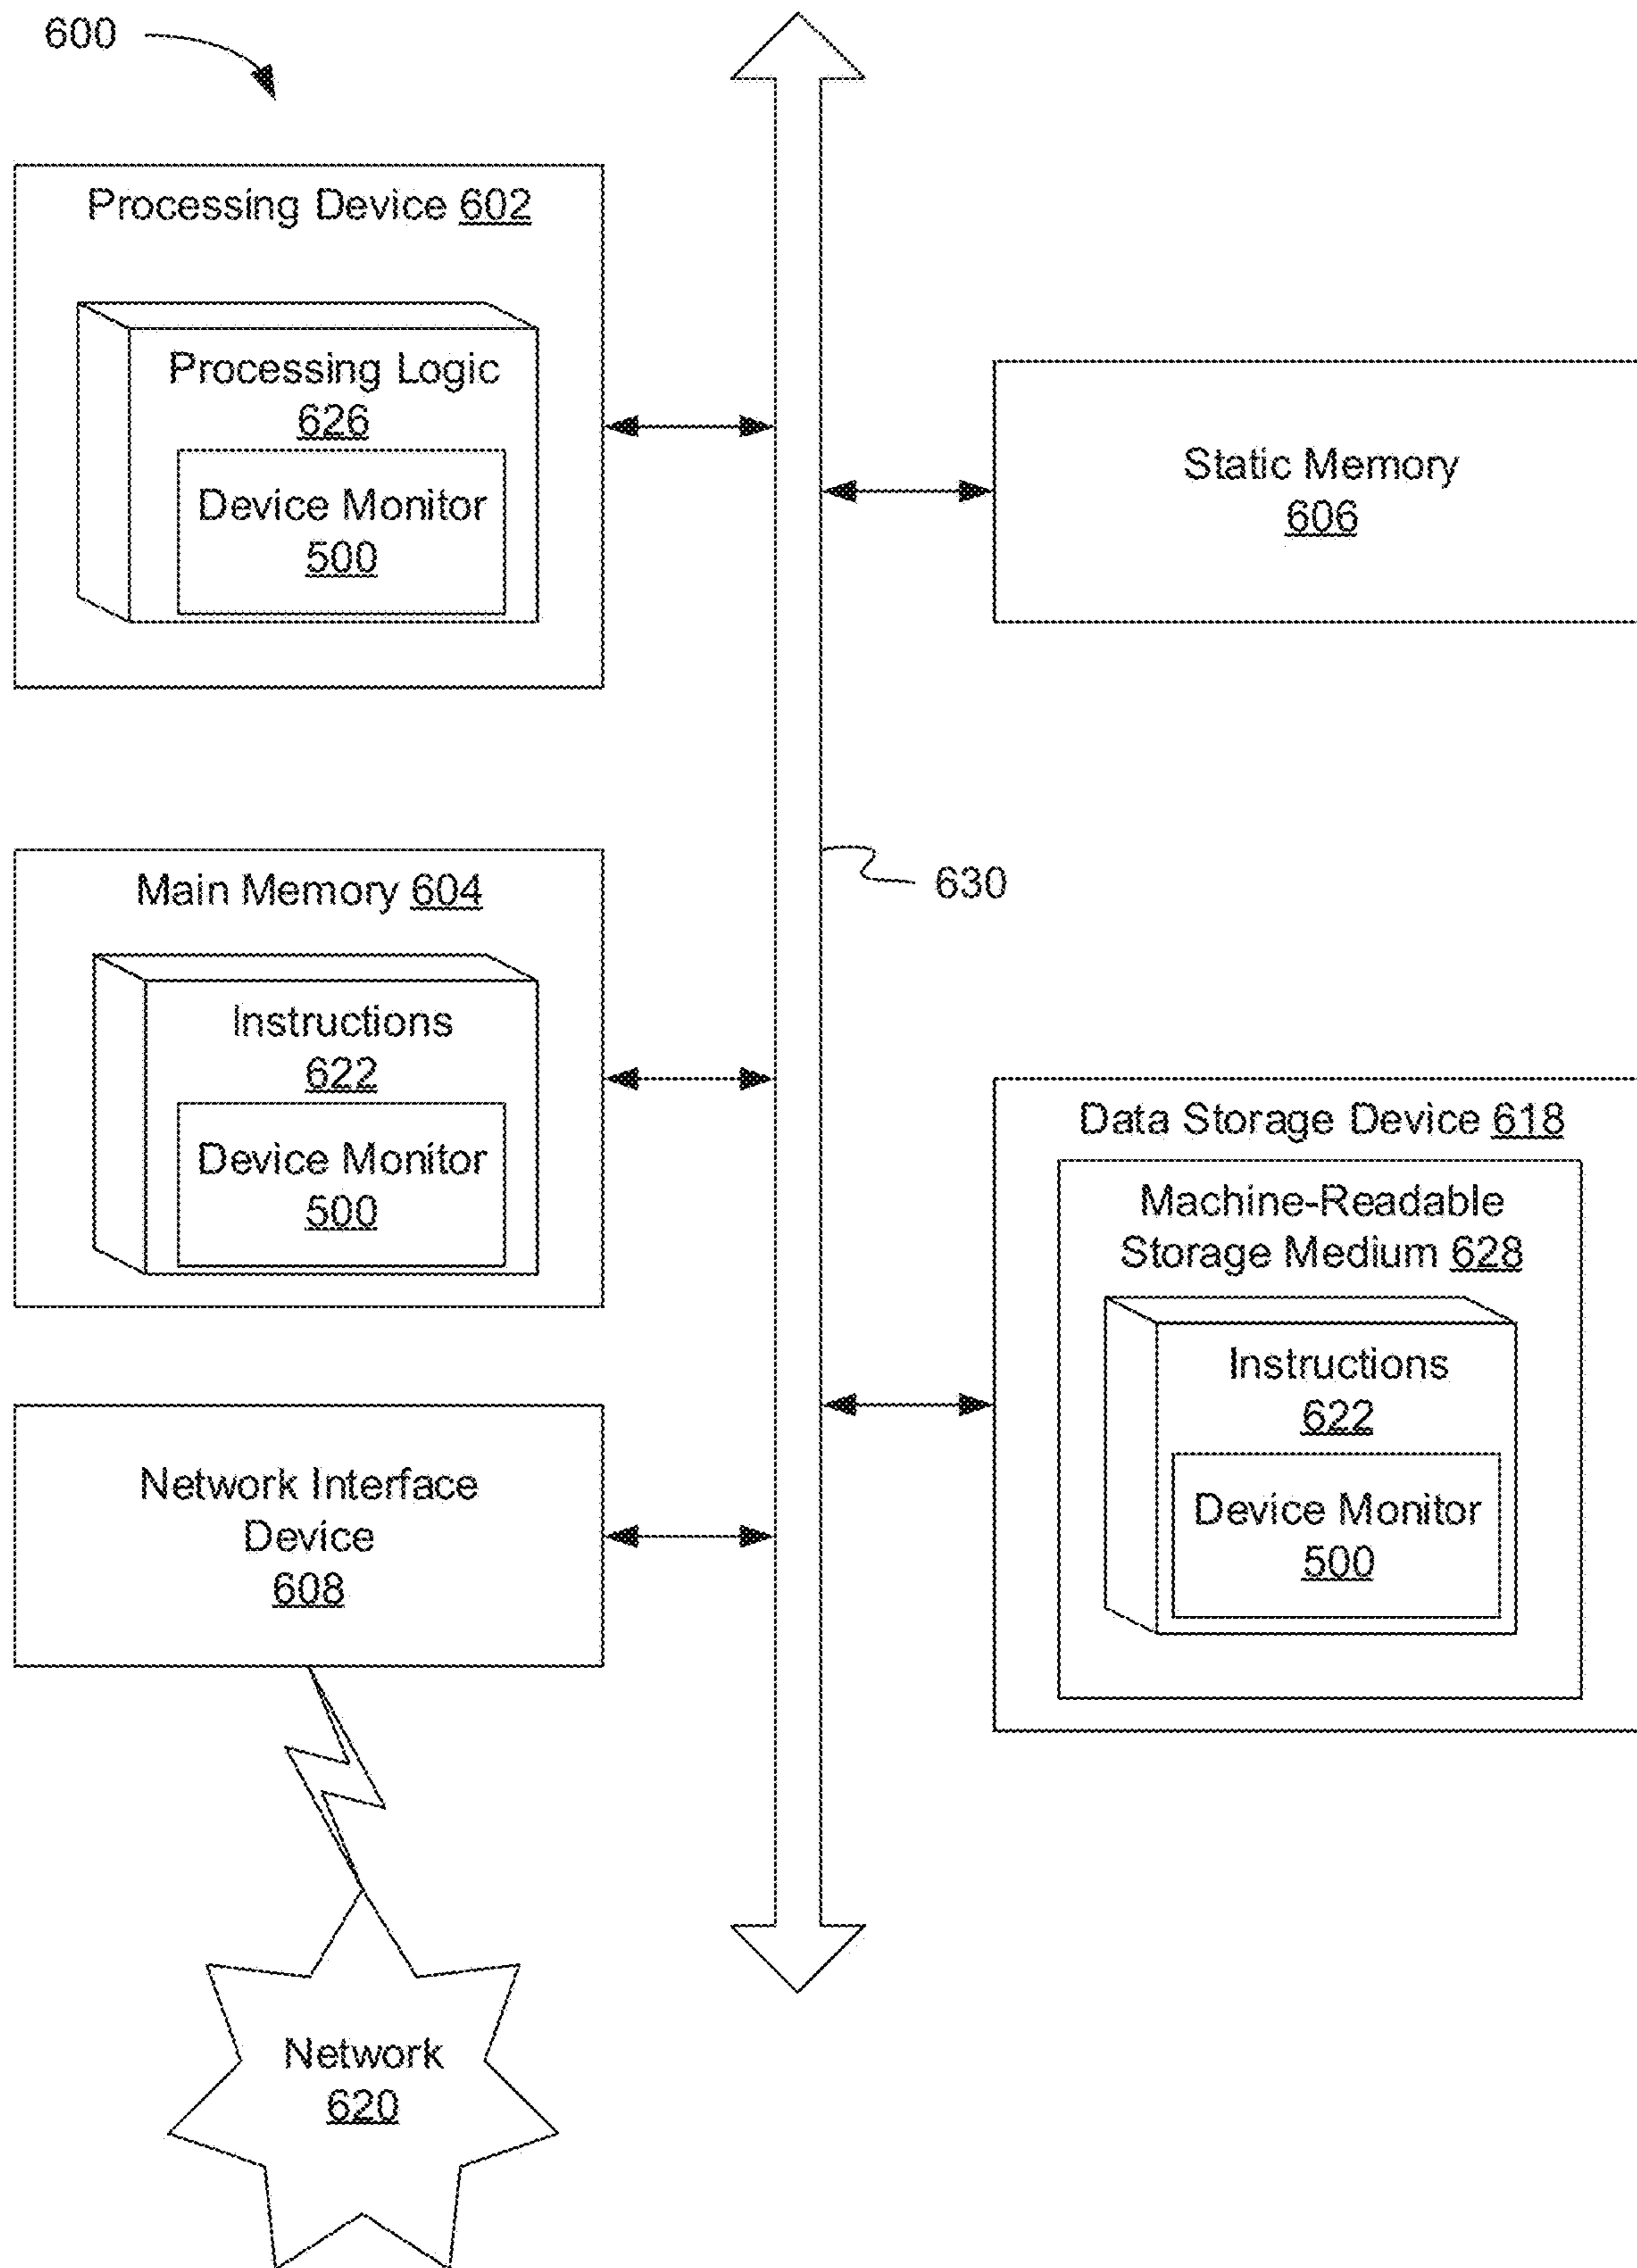 600
Processing Device 602
Processing Logic
626
Device Monitor
500
Static Memory
606
Main Memory 604
630
Instructions
622
Device Monitor
500
Data Storage Device 618
Machine-Readable
Storage Medium 628
Instructions
622
Device Monitor
500
Network Interface
Device
608
Network
620